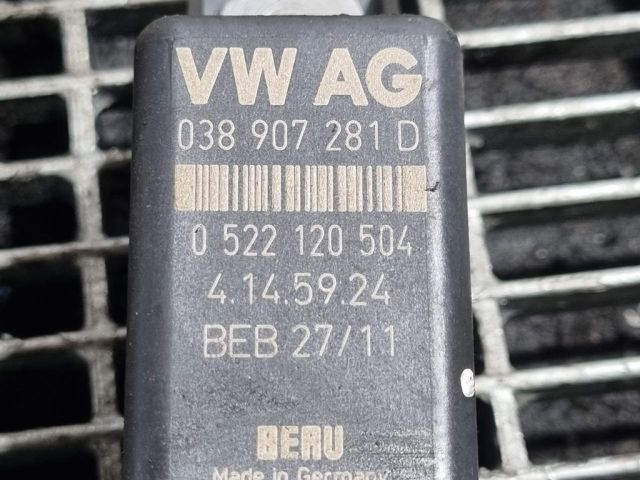 VW AG
038 907 281 D
0 522 120 504
4.14.59.24
BEB 27/11
BERU
Made in Germany